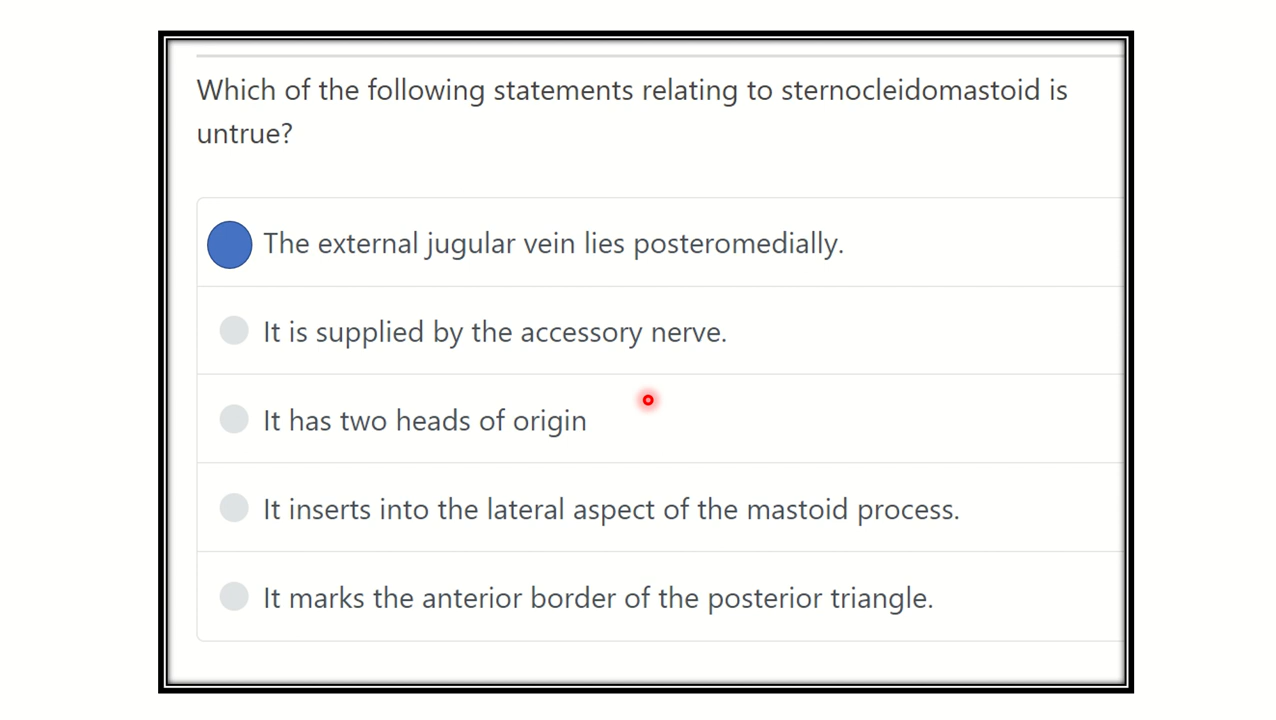 Which of the following statements relating to sternocleidomastoid is
untrue?
The external jugular vein lies posteromedially.
It is supplied by the accessory nerve.
It has two heads of origin
It inserts into the lateral aspect of the mastoid process.
It marks the anterior border of the posterior triangle.